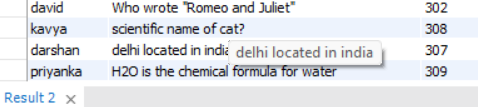 david Who wrote "Romeo and Juliet" 302
kavya scientific name of cat? 308
darshan delhi located in india delhi located in india 307
priyanka H2O is the chemical formula for water 309
Result 2 ×